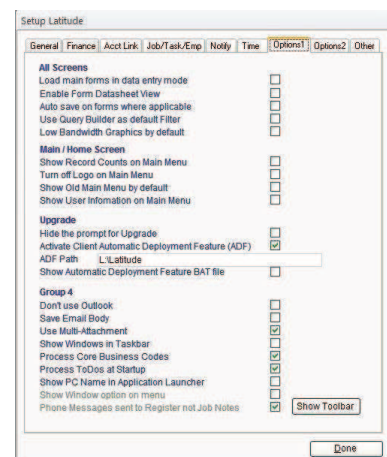 Setup Latitude
General Finance Acct Link Job/Task/Emp Notify Time Options1 Options2 Other
All Screens
Load main forms in data entry mode
Enable Form Datasheet View
Auto save on forms where applicable
Use Query Builder as default Filter
Low Bandwidth Graphics by default
Main / Home Screen
Show Record Counts on Main Menu
Turn off Logo on Main Menu
Show Old Main Menu by default
Show User Infomation on Main Menu
Upgrade
Hide the prompt for Upgrade
Activate Client Automatic Deployment Feature (ADF)
ADF Path L:\Latitude
Show Automatic Deployment Feature BAT file
Group 4
Don't use Outlook
Save Email Body
Use Multi-Attachment
Show Windows in Taskbar
Process Core Business Codes
Process ToDos at Startup
Show PC Name in Application Launcher
Show Window option on menu
Phone Messages sent to Register not Job Notes Show Toolbar
Done